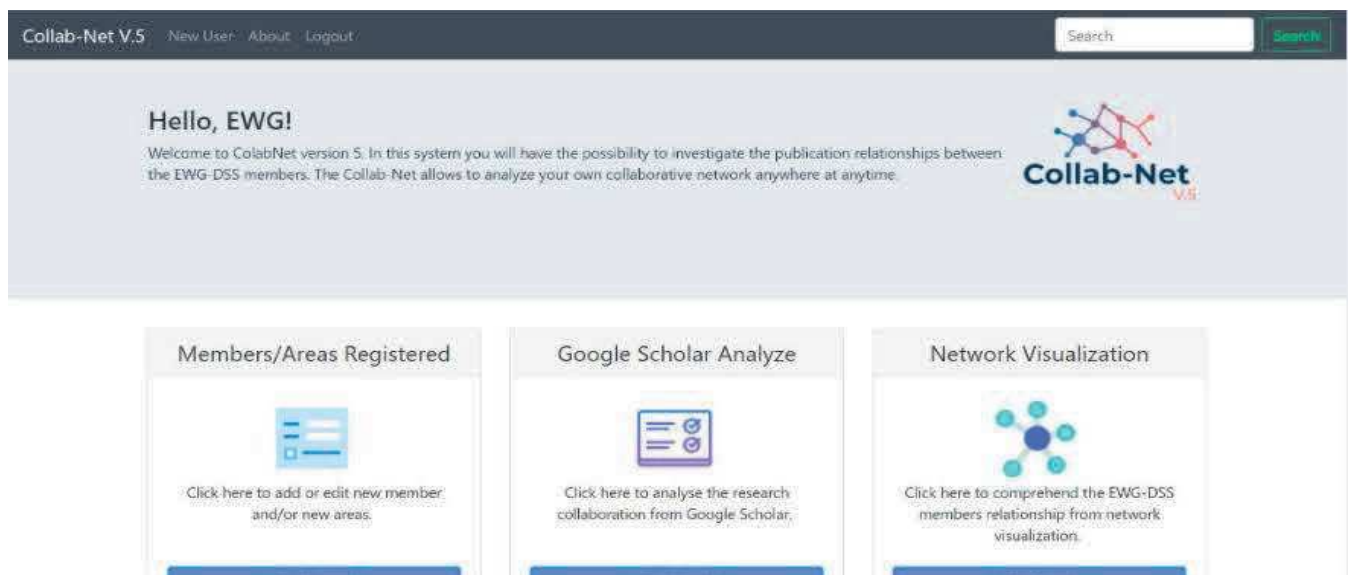 Collab-Net V.5 New User About Logout Search Search
Hello, EWG!
Welcome to ColabNet version 5. In this system you will have the possibility to investigate the publication relationships between
the EWG-DSS members. The Collab-Net allows to analyze your own collaborative network anywhere at anytime.
Collab-Net
V.5
Members/Areas Registered
Click here to add or edit new member
and/or new areas.
Google Scholar Analyze
Click here to analyse the research
collaboration from Google Scholar.
Network Visualization
Click here to comprehend the EWG-DSS
members relationship from network
visualization.